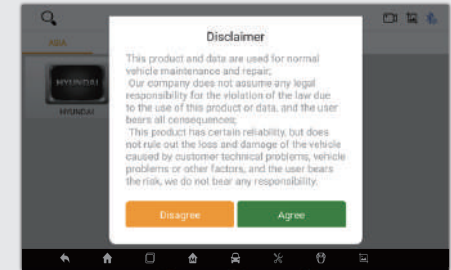 ASIA
Disclaimer
This product and data are used for normal
vehicle maintenance and repair;
Our company does not assume any legal
responsibility for the violation of the law due
to the use of this product or data, and the user
bears all consequences;
This product has certain reliability, but does
not rule out the loss and damage of the vehicle
caused by customer technical problems, vehicle
problems or other factors, and the user bears
the risk, we do not bear any responsibility.
HYUNDAI
HYUNDAI
Disagree
Agree